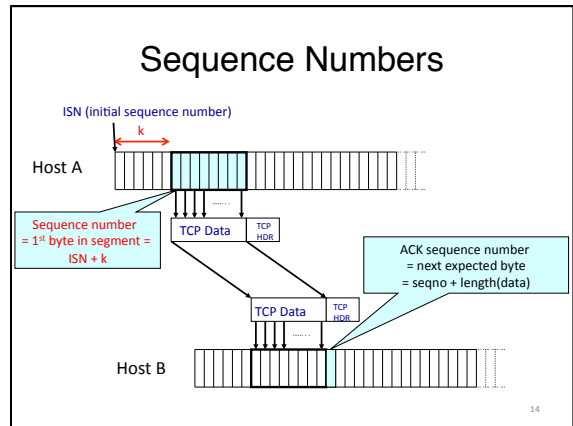 Sequence Numbers
ISN (initial sequence number)
k
Host A
Sequence number
= 1st byte in segment =
ISN + k
TCP Data
TCP
HDR
ACK sequence number
= next expected byte
= seqno + length(data)
TCP Data
TCP
HDR
Host B
14